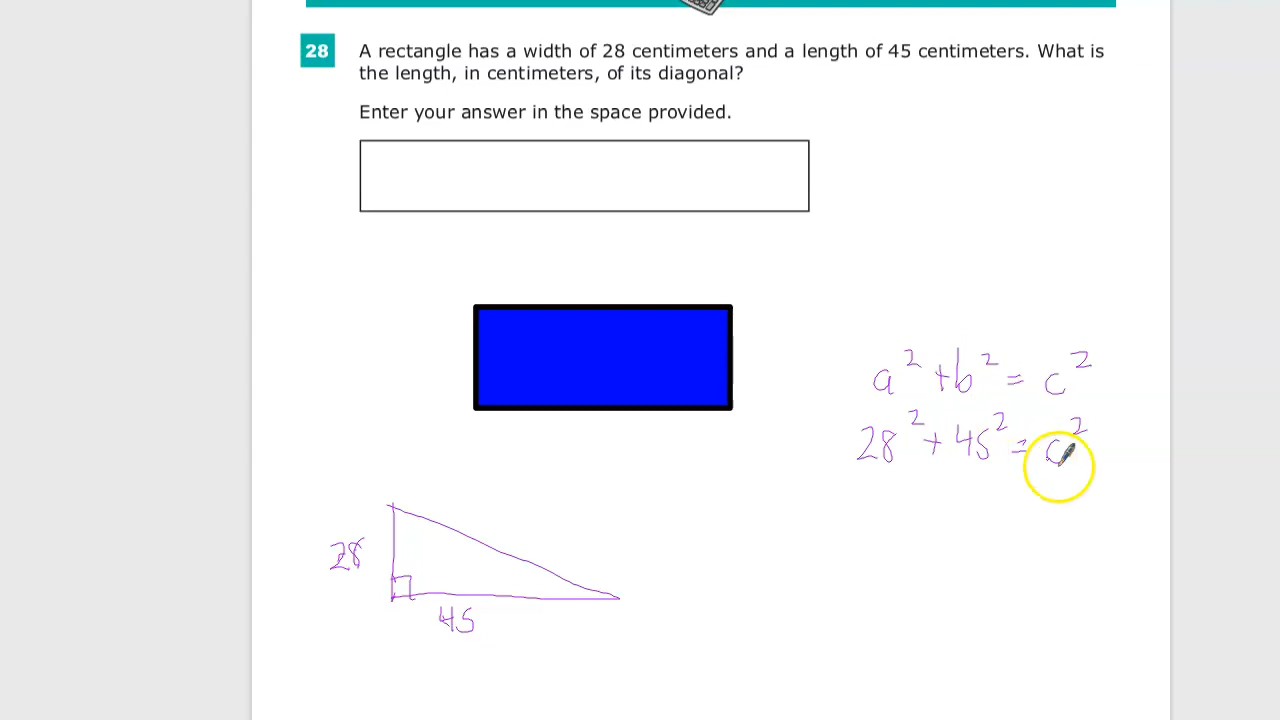 28 A rectangle has a width of 28 centimeters and a length of 45 centimeters. What is
the length, in centimeters, of its diagonal?
Enter your answer in the space provided.
a² + b² = c²
28² + 45² = c²
28
45